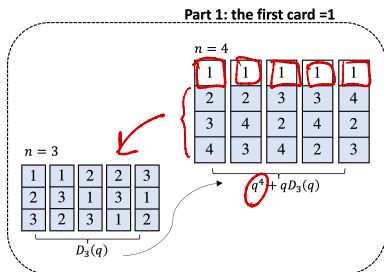 Part 1: the first card =1
n = 4
1 1 1 1 1
2 2 3 3 4
3 4 2 4 2
4 3 4 2 3
q⁴ + qD₃(q)
n = 3
1 1 2 2 3
2 3 1 3 1
3 2 3 1 2
D₃(q)